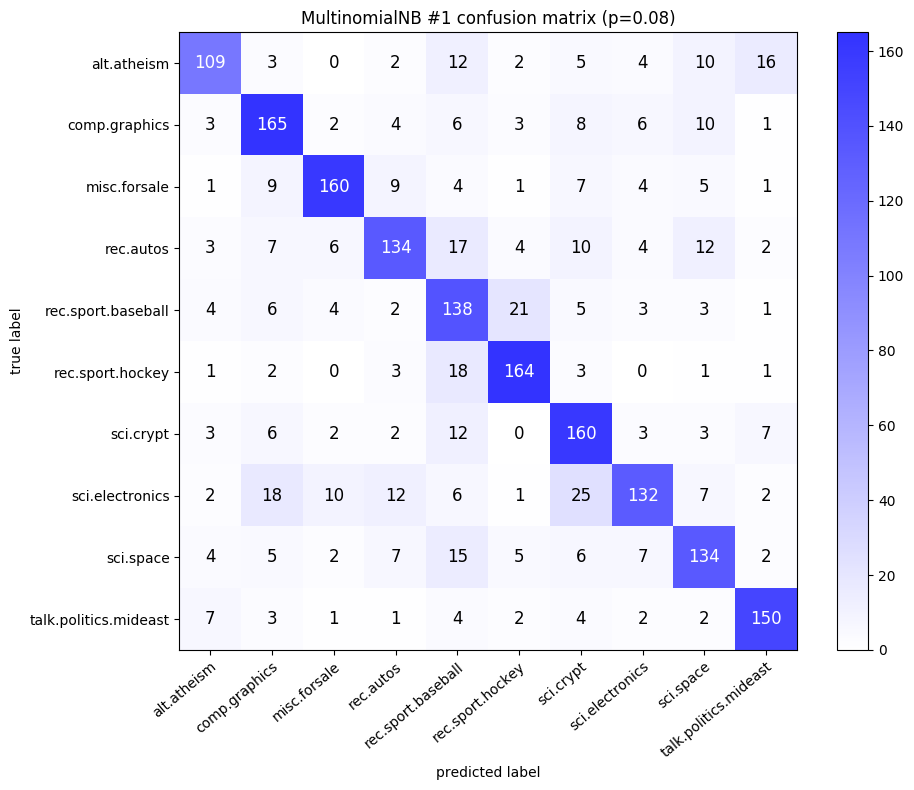 MultinomialNB #1 confusion matrix (p=0.08)
alt.atheism 109 3 0 2 12 2 5 4 10 16
comp.graphics 3 165 2 4 6 3 8 6 10 1
misc.forsale 1 9 160 9 4 1 7 4 5 1
rec.autos 3 7 6 134 17 4 10 4 12 2
rec.sport.baseball 4 6 4 2 138 21 5 3 3 1
rec.sport.hockey 1 2 0 3 18 164 3 0 1 1
sci.crypt 3 6 2 2 12 0 160 3 3 7
sci.electronics 2 18 10 12 6 1 25 132 7 2
sci.space 4 5 2 7 15 5 6 7 134 2
talk.politics.mideast 7 3 1 1 4 2 4 2 2 150
true label
alt.atheism
comp.graphics
misc.forsale
rec.autos
rec.sport.baseball
rec.sport.hockey
sci.crypt
sci.electronics
sci.space
talk.politics.mideast
predicted label
160
140
120
100
80
60
40
20
0